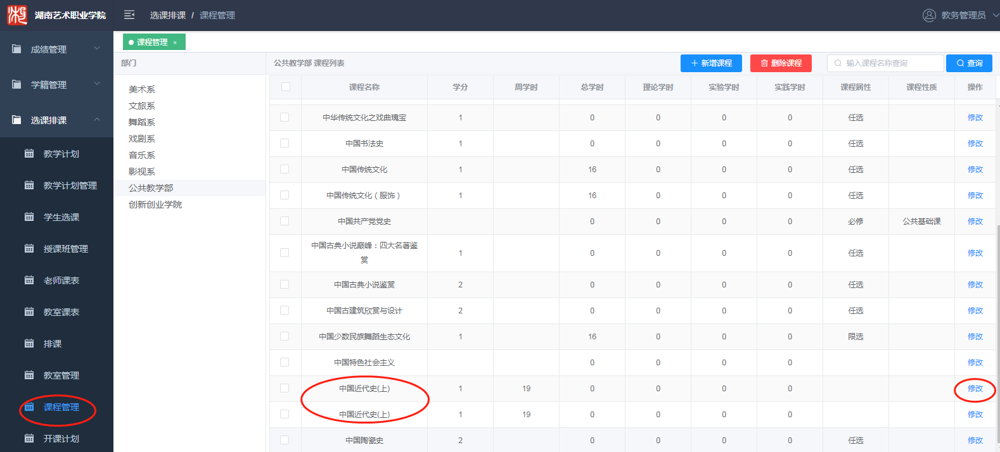 湖南艺术职业学院
选课排课 / 课程管理
教务管理员
成绩管理
学籍管理
选课排课
教学计划
教学计划管理
学生选课
授课班管理
老师课表
教室课表
排课
教室管理
课程管理
开课计划
课程管理 ×
部门
美术系
文旅系
舞蹈系
戏剧系
音乐系
影视系
公共教学部
创新创业学院
公共教学部 课程列表
+ 新增课程
删除课程
输入课程名称查询
查询
课程名称 学分 周学时 总学时 理论学时 实验学时 实践学时 课程属性 课程性质 操作
中华传统文化之戏曲瑰宝 1 0 0 0 0 任选 修改
中国书法史 1 0 0 0 0 任选 修改
中国传统文化 1 16 0 0 0 任选 修改
中国传统文化（服饰） 1 16 0 0 0 任选 修改
中国共产党党史 0 0 0 0 必修 公共基础课 修改
中国古典小说巅峰：四大名著鉴
赏 1 0 0 0 0 任选 修改
中国古典小说鉴赏 2 0 0 0 0 任选 修改
中国古建筑欣赏与设计 2 0 0 0 0 任选 修改
中国少数民族舞蹈生态文化 1 16 0 0 0 限选 修改
中国特色社会主义 0 0 0 0 修改
中国近代史(上) 1 19 0 0 0 0 修改
中国近代史(上) 1 19 0 0 0 0 修改
中国陶瓷史 2 0 0 0 0 任选 修改